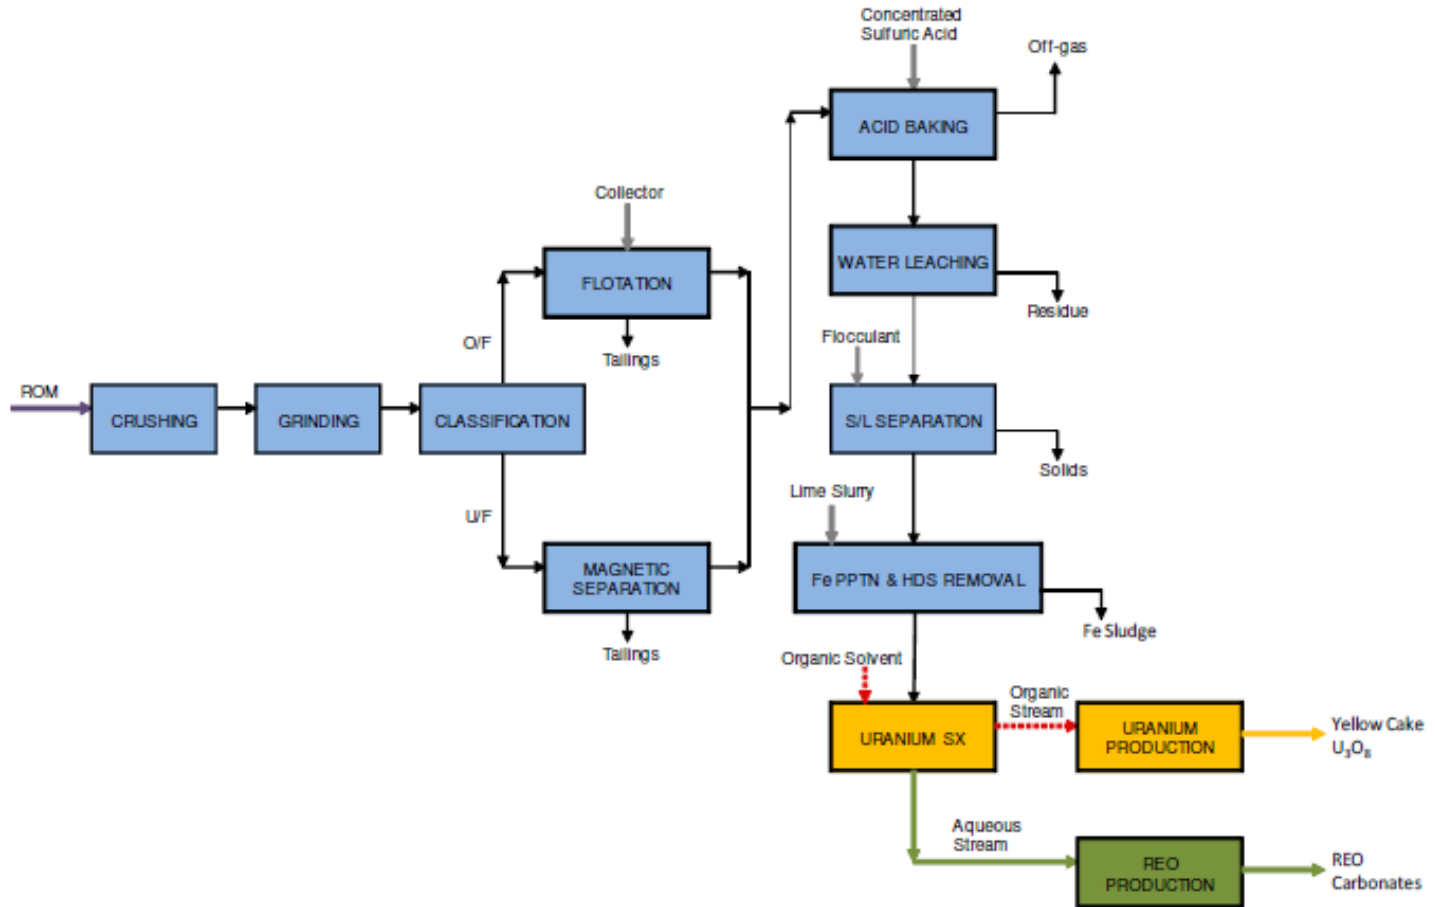 Concentrated
Sulfuric Acid
Off-gas
ACID BAKING
Collector
WATER LEACHING
FLOTATION
Residue
Flocculant
O/F
Tailings
ROM
CRUSHING
GRINDING
CLASSIFICATION
S/L SEPARATION
Solids
Lime Slurry
U/F
MAGNETIC
SEPARATION
Fe PPTN & HDS REMOVAL
Fe Sludge
Tailings
Organic Solvent
Organic
Stream
URANIUM SX
URANIUM
PRODUCTION
Yellow Cake
U₃O₈
Aqueous
Stream
REO
PRODUCTION
REO
Carbonates